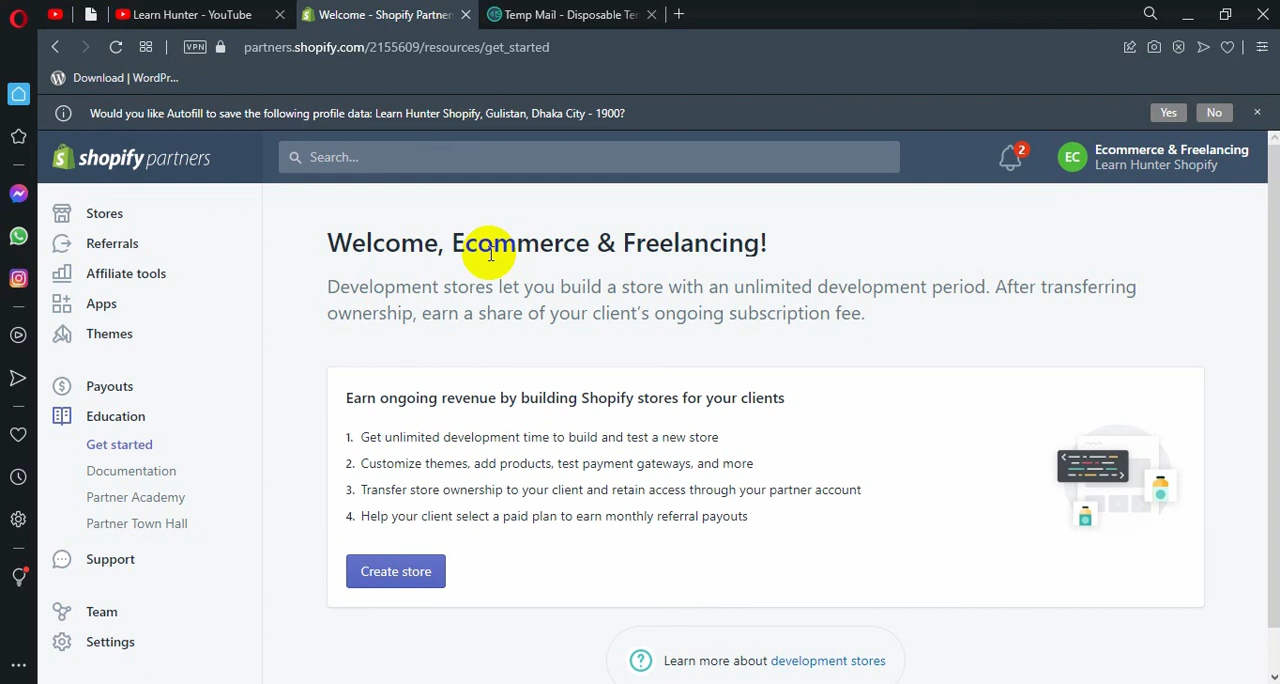 Learn Hunter - YouTube
Welcome - Shopify Partner
Temp Mail - Disposable Te
VPN
partners.shopify.com/2155609/resources/get_started
Download | WordPr...
Would you like Autofill to save the following profile data: Learn Hunter Shopify, Gulistan, Dhaka City - 1900?
Yes
No
shopify partners
Search...
2
EC
Ecommerce & Freelancing
Learn Hunter Shopify
Stores
Referrals
Affiliate tools
Apps
Themes
Payouts
Education
Get started
Documentation
Partner Academy
Partner Town Hall
Support
Team
Settings
Welcome, Ecommerce & Freelancing!
Development stores let you build a store with an unlimited development period. After transferring
ownership, earn a share of your client's ongoing subscription fee.
Earn ongoing revenue by building Shopify stores for your clients
1. Get unlimited development time to build and test a new store
2. Customize themes, add products, test payment gateways, and more
3. Transfer store ownership to your client and retain access through your partner account
4. Help your client select a paid plan to earn monthly referral payouts
Create store
Learn more about development stores